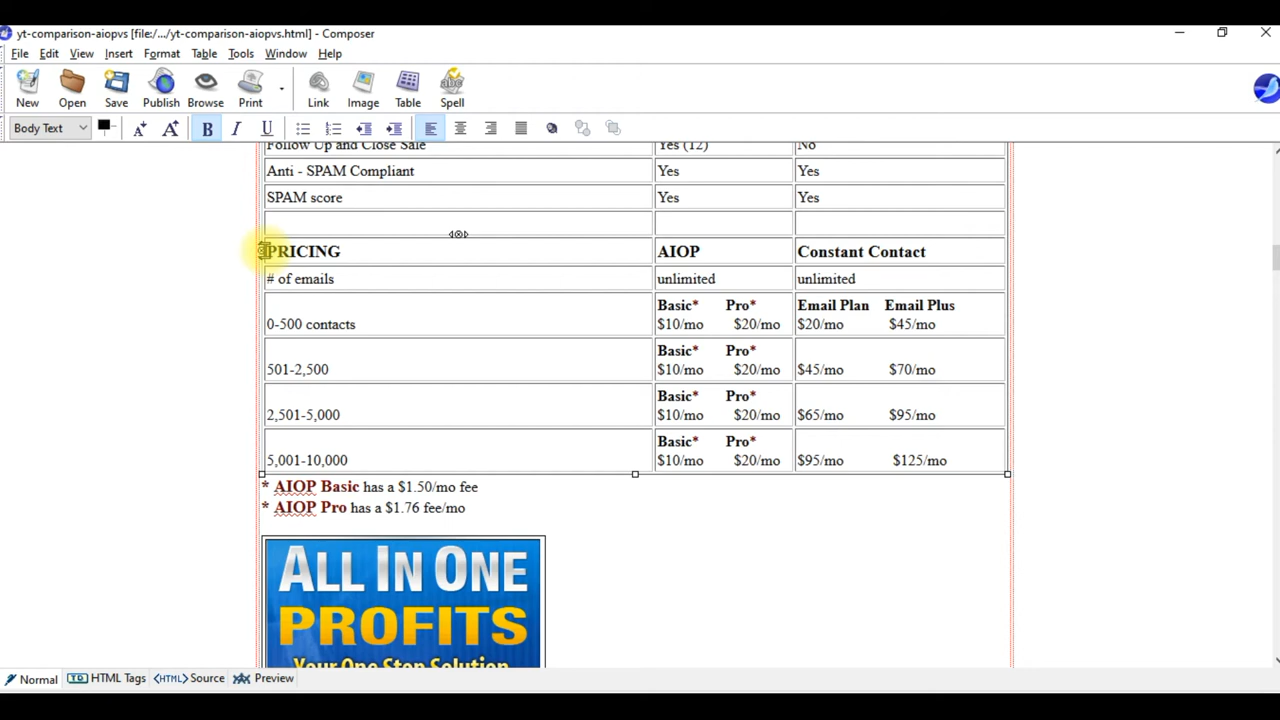 yt-comparison-aiopvs [file:/.../yt-comparison-aiopvs.html] - Composer
File Edit View Insert Format Table Tools Window Help
New Open Save Publish Browse Print Link Image Table Spell
Body Text B I U
Follow Up and Close Sale Yes (12) No
Anti - SPAM Compliant Yes Yes
SPAM score Yes Yes
PRICING AIOP Constant Contact
# of emails unlimited unlimited
Basic* Pro* Email Plan Email Plus
0-500 contacts $10/mo $20/mo $20/mo $45/mo
Basic* Pro*
501-2,500 $10/mo $20/mo $45/mo $70/mo
Basic* Pro*
2,501-5,000 $10/mo $20/mo $65/mo $95/mo
Basic* Pro*
5,001-10,000 $10/mo $20/mo $95/mo $125/mo
* AIOP Basic has a $1.50/mo fee
* AIOP Pro has a $1.76 fee/mo
ALL IN ONE
PROFITS
Your One Stop Solution
Normal TD HTML Tags <HTML> Source Preview